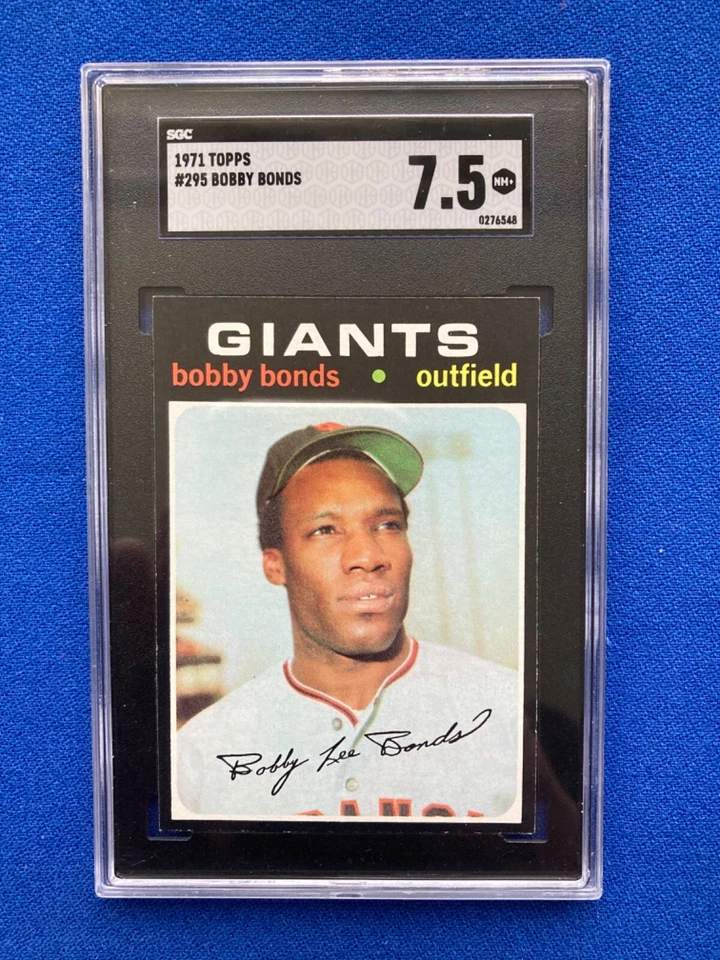 SGC
1971 TOPPS
#295 BOBBY BONDS
7.5 NM+
0276548
GIANTS
bobby bonds • outfield
Bobby Lee Bonds